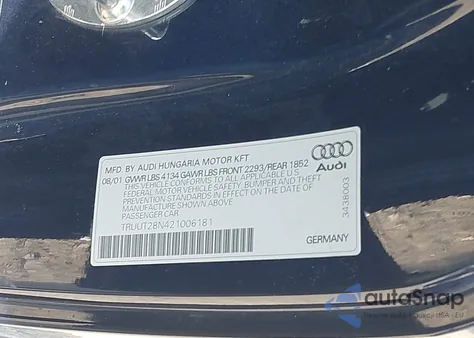 MFD. BY AUDI HUNGARIA MOTOR KFT
08/01 GVWR LBS 4134 GAWR LBS FRONT 2293/REAR 1852
THIS VEHICLE CONFORMS TO ALL APPLICABLE U.S.
FEDERAL MOTOR VEHICLE SAFETY, BUMPER AND THEFT
PREVENTION STANDARDS IN EFFECT ON THE DATE OF
MANUFACTURE SHOWN ABOVE.
PASSENGER CAR
Audi
3438003
TRUUT28N421006181
GERMANY
autoSnap